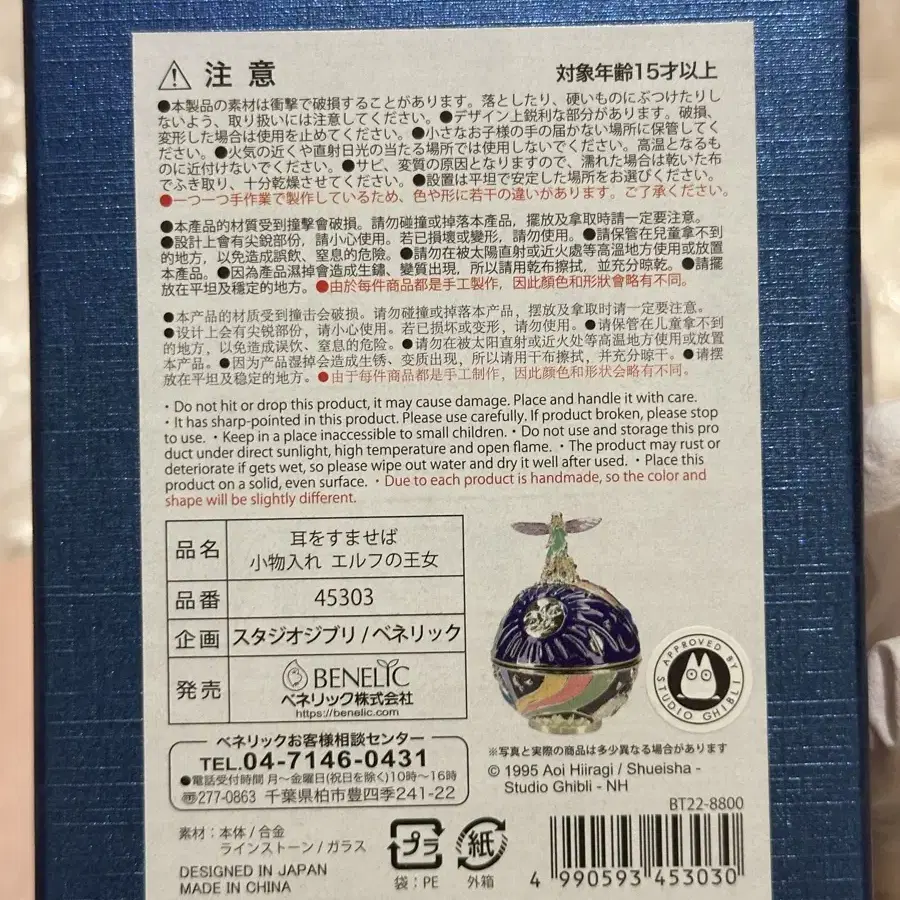 注意
対象年齢15才以上
●本製品の素材は衝撃で破損することがあります。落としたり、硬いものにぶつけたりし
ないよう、取り扱いには注意してください。●デザイン上鋭利な部分があります。破損、
変形した場合は使用を止めてください。●小さなお子様の手の届かない場所に保管してく
ださい。●火気の近くや直射日光の当たる場所では使用しないでください。高温となるも
のに近付けないでください。●サビ、変質の原因となりますので、濡れた場合は乾いた布
でふき取り、十分乾燥させてください。●設置は平坦で安定した場所をお選びください。
●一つ一つ手作業で製作しているため、色や形に若干の違いがあります。ご了承ください。
●本產品的材質受到撞擊會破損。請勿碰撞或掉落本產品，擺放及拿取時請一定要注意。
●設計上會有尖銳部份，請小心使用。若已損壞或變形，請勿使用。●請保管在兒童拿不到
的地方，以免造成誤飲、窒息的危險。●請勿在被太陽直射或近火處等高溫地方使用或放置
本產品。●因為產品濕掉會造成生鏽、變質出現，所以請用乾布擦拭，並充分晾乾。●請擺
放在平坦及穩定的地方。●由於每件商品都是手工製作，因此顏色和形狀會略有不同。
●本产品的材质受到撞击会破损。请勿碰撞或掉落本产品，摆放及拿取时请一定要注意。
●设计上会有尖锐部份，请小心使用。若已损坏或变形，请勿使用。●请保管在儿童拿不到
的地方，以免造成误饮、窒息的危险。●请勿在被太阳直射或近火处等高温地方使用或放置
本产品。●因为产品湿掉会造成生锈、变质出现，所以请用干布擦拭，并充分晾干。●请摆
放在平坦及稳定的地方。●由于每件商品都是手工制作，因此颜色和形状会略有不同。
・Do not hit or drop this product, it may cause damage. Place and handle it with care.
・It has sharp-pointed in this product. Please use carefully. If product broken, please stop
to use. ・Keep in a place inaccessible to small children. ・Do not use and storage this pro
duct under direct sunlight, high temperature and open flame. ・The product may rust or
deteriorate if gets wet, so please wipe out water and dry it well after used. ・Place this
product on a solid, even surface. ・Due to each product is handmade, so the color and
shape will be slightly different.
品名 耳をすませば
小物入れ エルフの王女
品番 45303
企画 スタジオジブリ/ベネリック
発売 BENELIC
ベネリック株式会社
https://benelic.com
APPROVED BY
STUDIO GHIBLI
ベネリックお客様相談センター
TEL.04-7146-0431
●電話受付時間 月～金曜日(祝日を除く)10時～16時
〠277-0863 千葉県柏市豊四季241-22
※写真と実際の商品は多少異なる場合があります
© 1995 Aoi Hiiragi / Shueisha -
Studio Ghibli - NH
BT22-8800
素材：本体/合金
ラインストーン/ガラス
DESIGNED IN JAPAN
MADE IN CHINA
プラ
袋：PE
紙
外箱
4 990593 453030